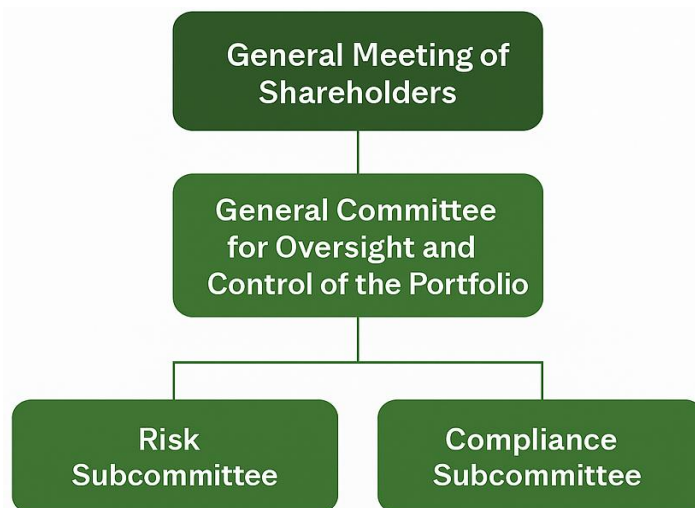 General Meeting of
Shareholders
General Committee
for Oversight and
Control of the Portfolio
Risk
Subcommittee
Compliance
Subcommittee